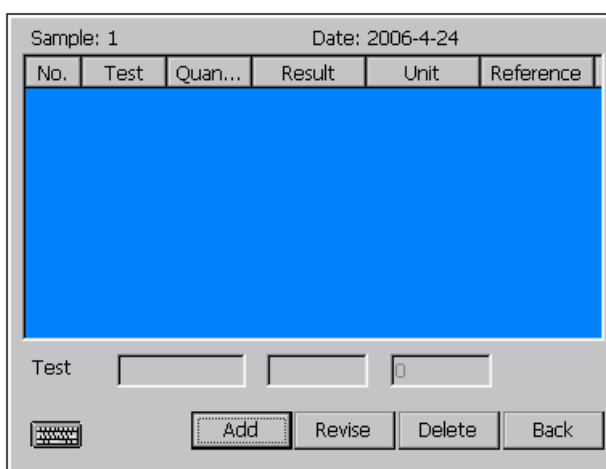 Sample: 1 Date: 2006-4-24
No. Test Quan... Result Unit Reference
Test 0
Add Revise Delete Back